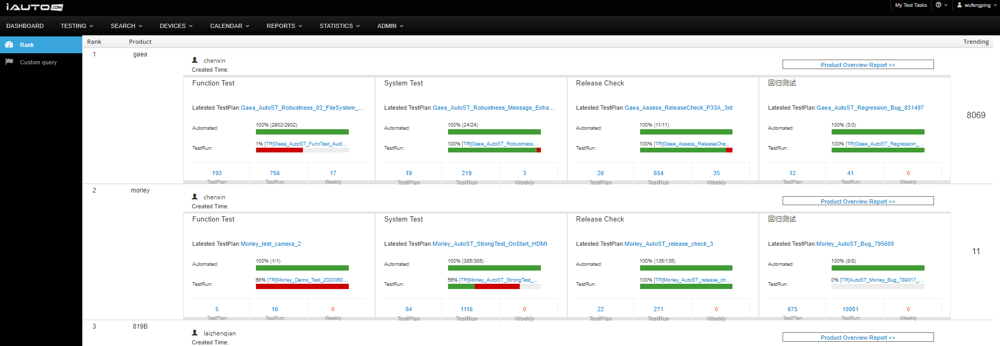 iAUTO.COM
My Test Tasks
wufengping
DASHBOARD TESTING SEARCH DEVICES CALENDAR REPORTS STATISTICS ADMIN
Rank
Custom query
Rank Product Trending
1 gaea
chenxin
Created Time:
Product Overview Report >>
Function Test System Test Release Check 回归测试
Latested TestPlan:Gaea_AutoST_Robustness_02_FileSystem_... Latested TestPlan:Gaea_AutoST_Robustness_Message_Enha... Latested TestPlan:Gaea_Assess_ReleaseCheck_P33A_3rd Latested TestPlan:Gaea_AutoST_Regression_Bug_831497
8069
Automated: 100% (2902/2902) Automated: 100% (24/24) Automated: 100% (11/11) Automated: 100% (3/3)
TestRun: 1% [TR]Gaea_AutoST_FuncTest_Audi... TestRun: 100% [TR]Gaea_AutoST_Robustness... TestRun: 100% [TR]Gaea_Assess_ReleaseChe... TestRun: 100% [TR]Gaea_AutoST_Regression_...
193 756 17 19 219 3 26 654 35 12 41 0
TestPlan TestRun Weekly TestPlan TestRun Weekly TestPlan TestRun Weekly TestPlan TestRun Weekly
2 morley
chenxin
Created Time:
Product Overview Report >>
Function Test System Test Release Check 回归测试
Latested TestPlan:Morley_test_camera_2 Latested TestPlan:Morley_AutoST_StrongTest_OnStart_HDMI Latested TestPlan:Morley_AutoST_release_check_3 Latested TestPlan:Morley_AutoST_Bug_795609
11
Automated: 100% (1/1) Automated: 100% (385/385) Automated: 100% (135/135) Automated: 100% (8/8)
TestRun: 66% [TR]Morley_Demo_Test_2020060... TestRun: 56% [TR]Morley_AutoST_StrongTest_... TestRun: 100% [TR]Morley_AutoST_release_ch... TestRun: 0% [TR]AutoST_Morley_Bug_789017_...
5 16 0 64 1116 0 22 271 0 675 10081 0
TestPlan TestRun Weekly TestPlan TestRun Weekly TestPlan TestRun Weekly TestPlan TestRun Weekly
3 819B
laizhenqian
Created Time:
Product Overview Report >>